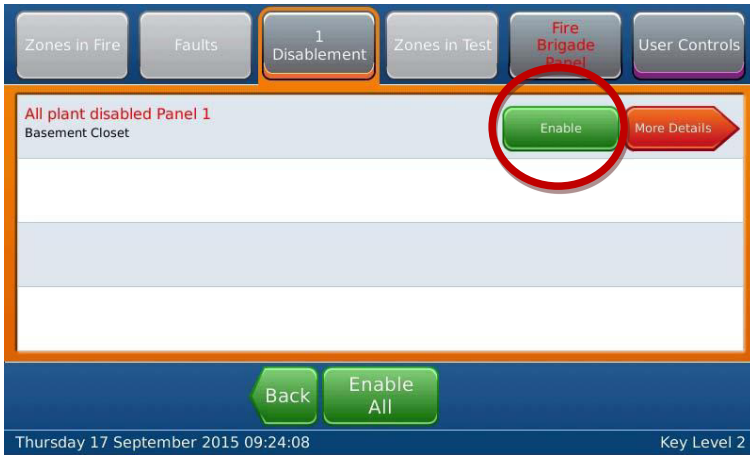 Zones in Fire
Faults
1
Disablement
Zones in Test
Fire
Brigade
Panel
User Controls
All plant disabled Panel 1
Basement Closet
Enable
More Details
Back
Enable
All
Thursday 17 September 2015 09:24:08
Key Level 2